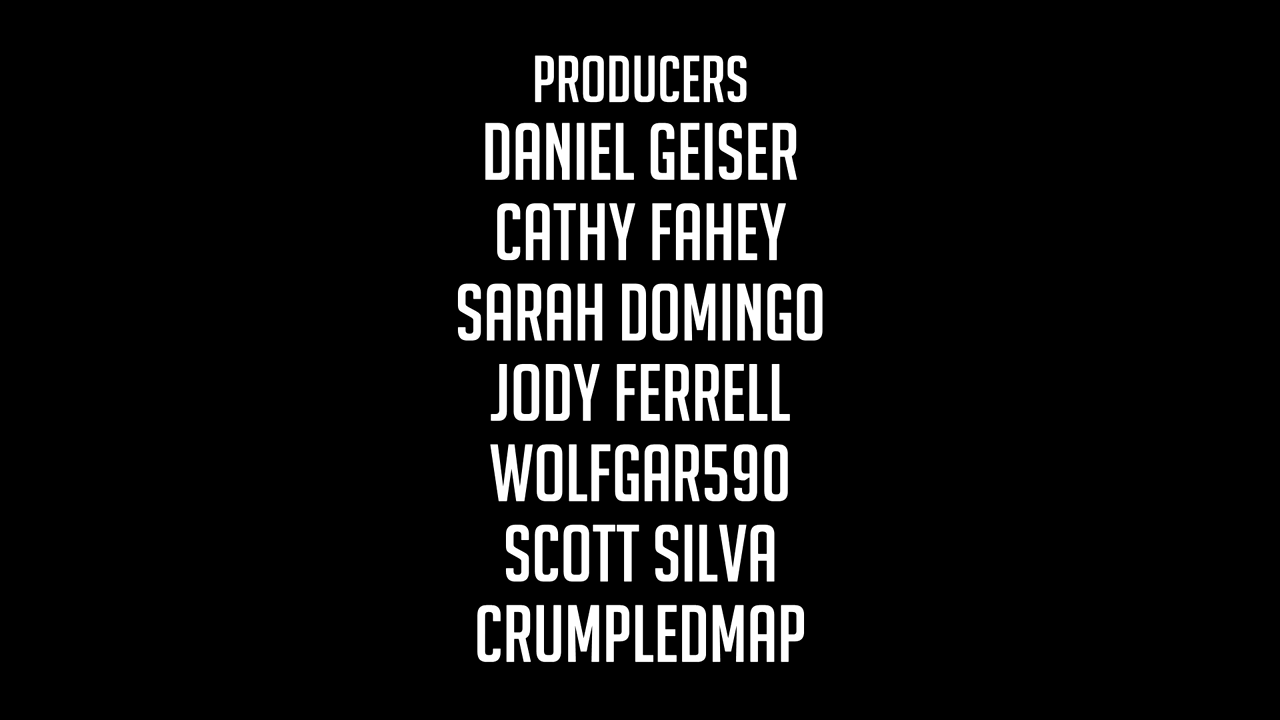 PRODUCERS
DANIEL GEISER
CATHY FAHEY
SARAH DOMINGO
JODY FERRELL
WOLFGAR590
SCOTT SILVA
CRUMPLEDMAP